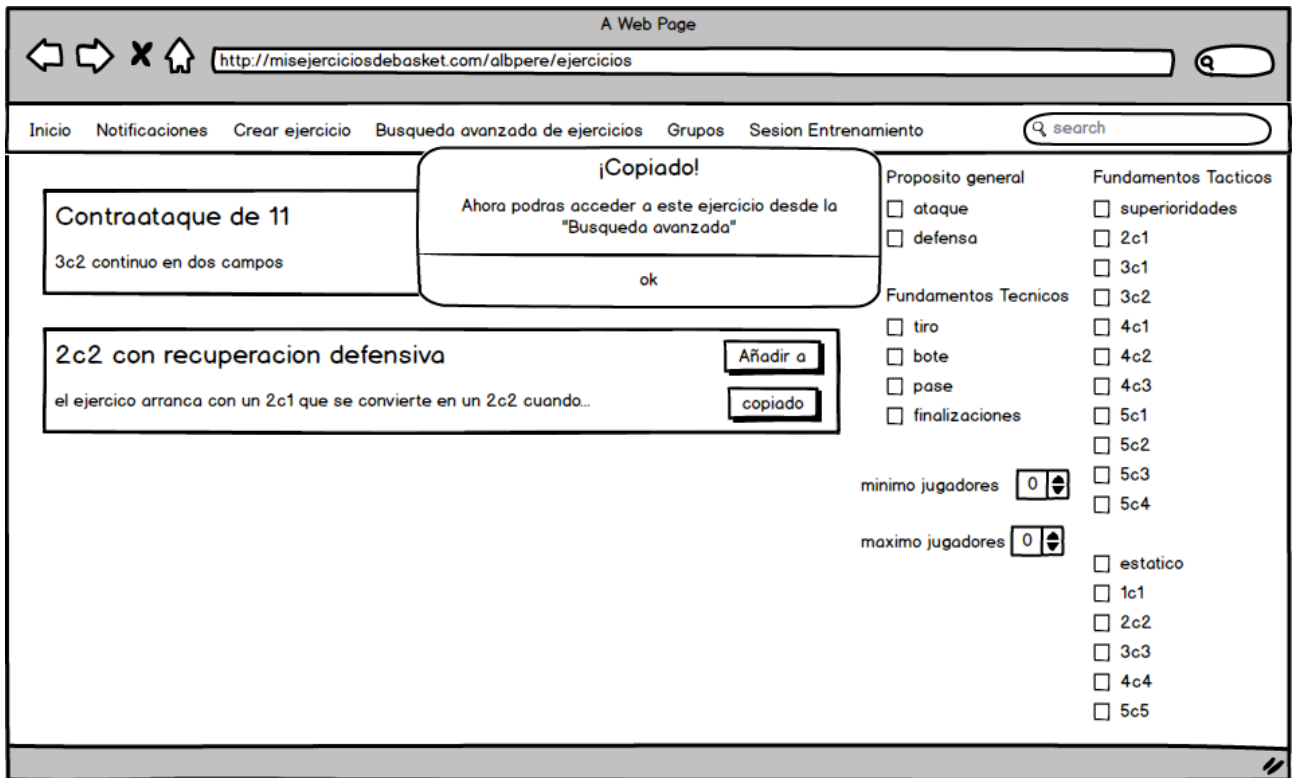 A Web Page
http://misejerciciosdebasket.com/albpere/ejercicios
Inicio Notificaciones Crear ejercicio Busqueda avanzada de ejercicios Grupos Sesion Entrenamiento search
¡Copiado!
Ahora podras acceder a este ejercicio desde la
"Busqueda avanzada"
ok
Contraataque de 11
3c2 continuo en dos campos
2c2 con recuperacion defensiva
Añadir a
el ejercico arranca con un 2c1 que se convierte en un 2c2 cuando...
copiado
Proposito general
ataque
defensa
Fundamentos Tecnicos
tiro
bote
pase
finalizaciones
minimo jugadores 0
maximo jugadores 0
Fundamentos Tacticos
superioridades
2c1
3c1
3c2
4c1
4c2
4c3
5c1
5c2
5c3
5c4
estatico
1c1
2c2
3c3
4c4
5c5